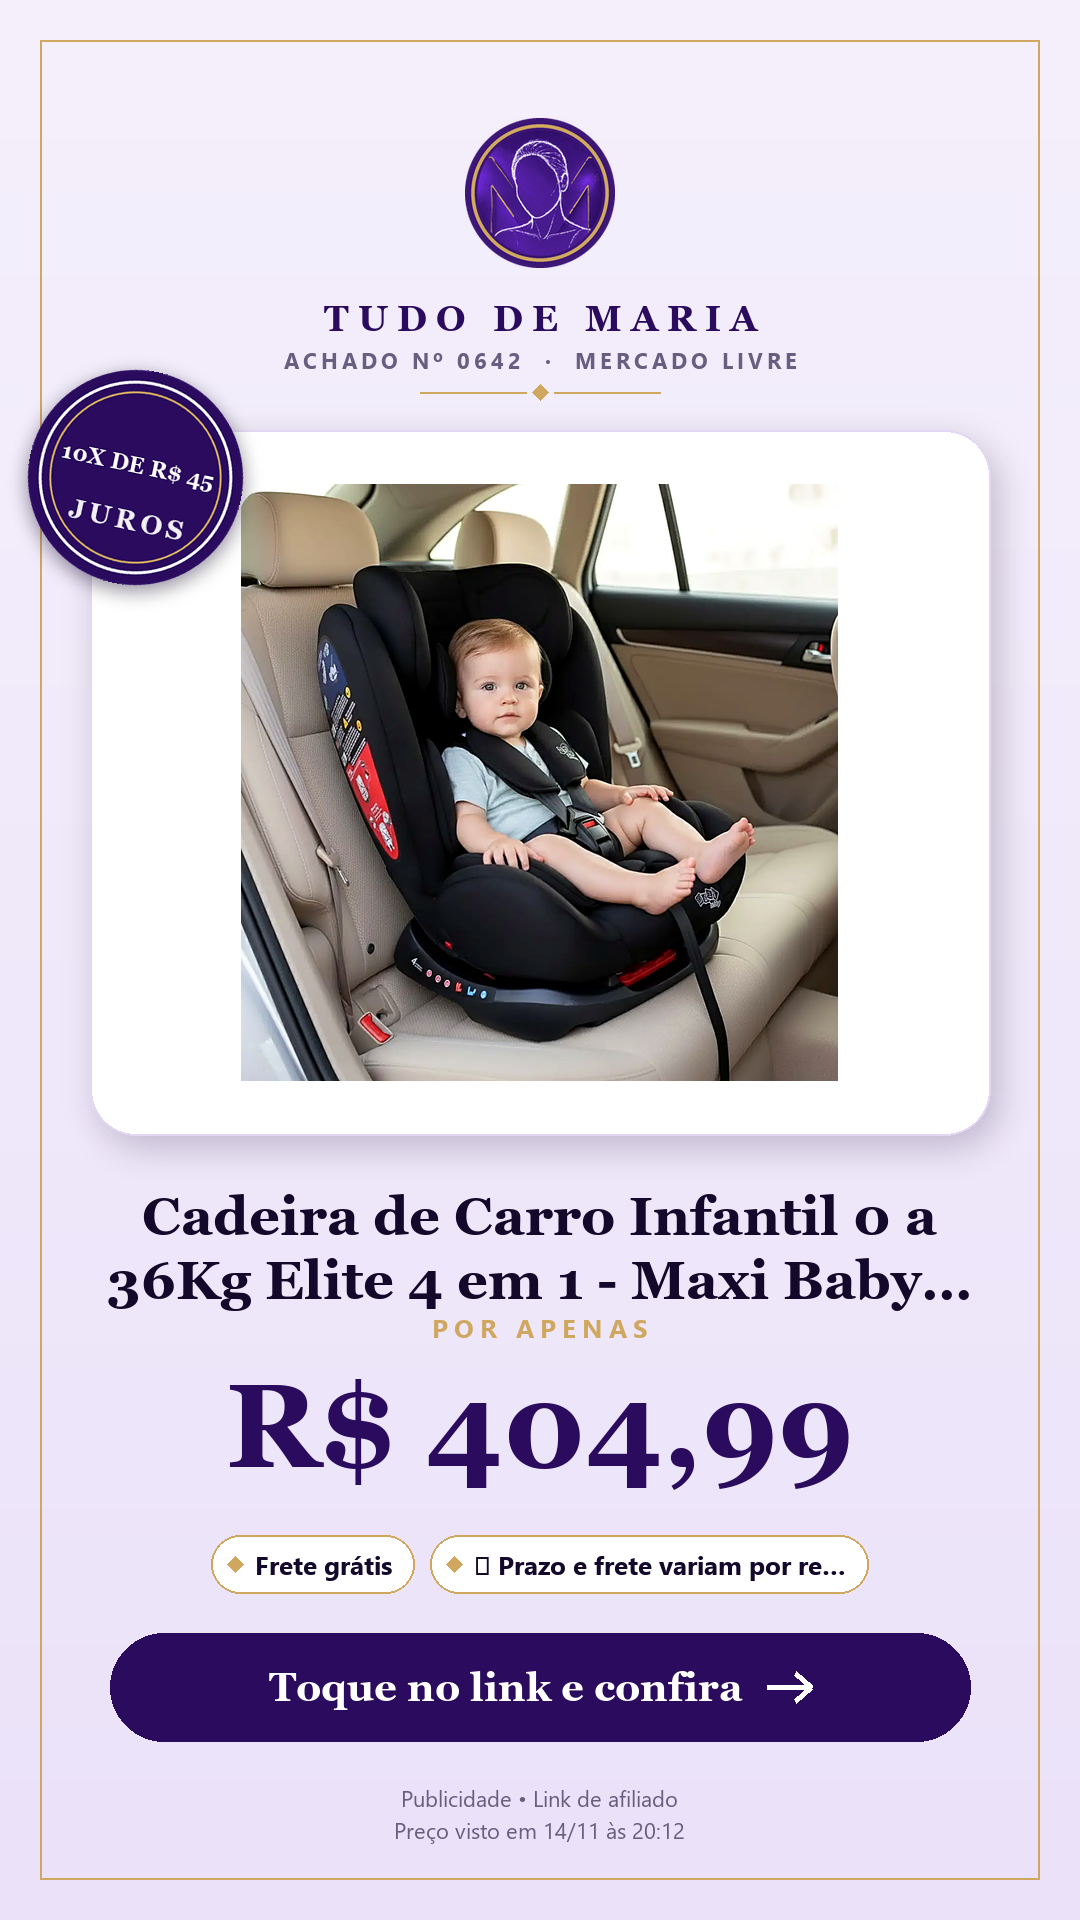 TUDO DE MARIA
ACHADO Nº 0642 · MERCADO LIVRE
10X DE R$ 45
JUROS
Cadeira de Carro Infantil 0 a
36Kg Elite 4 em 1 - Maxi Baby...
POR APENAS
R$ 404,99
Frete grátis
Prazo e frete variam por re...
Toque no link e confira →
Publicidade • Link de afiliado
Preço visto em 14/11 às 20:12